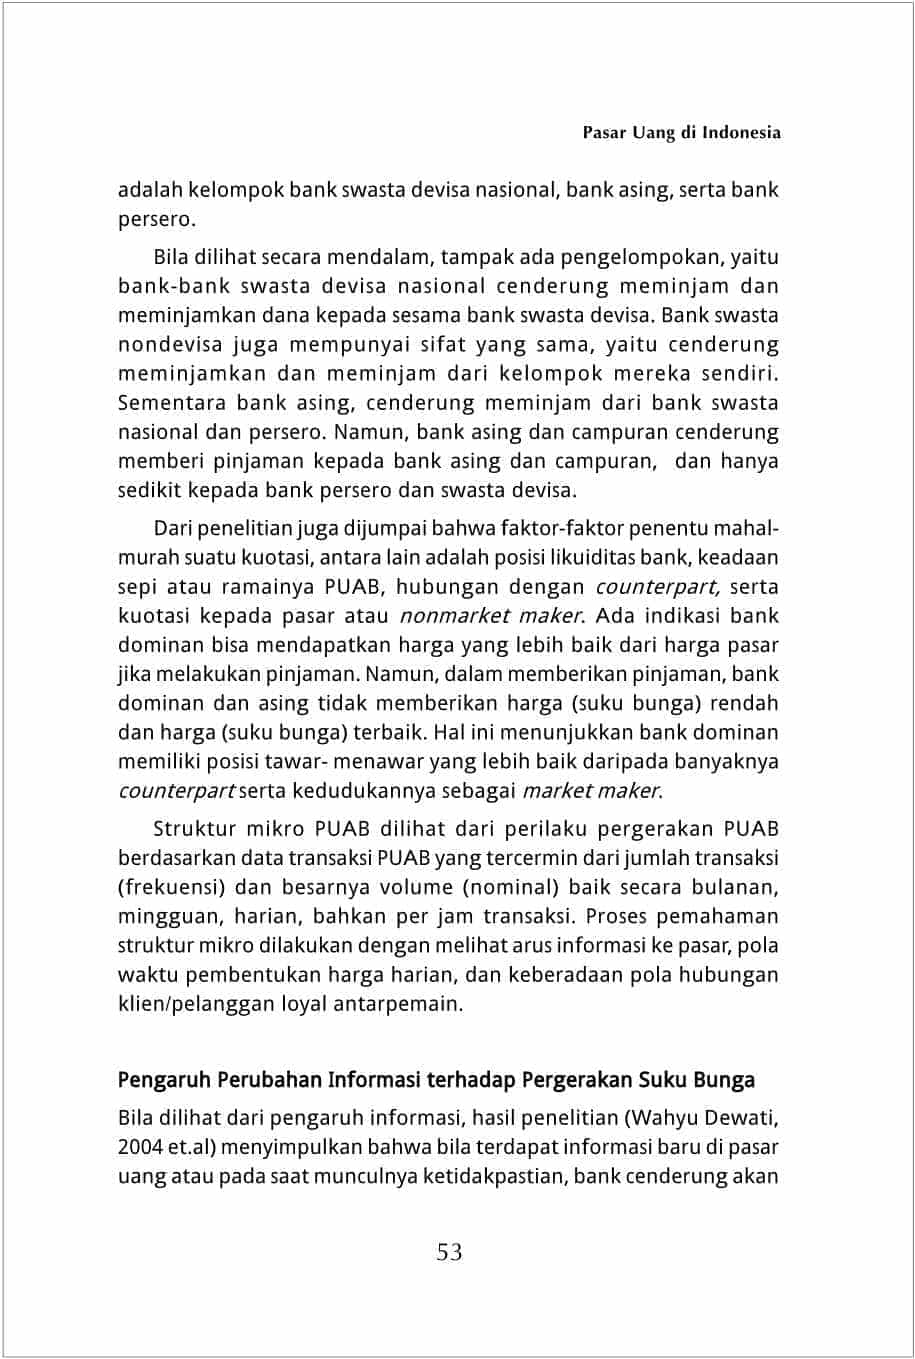 Pasar Uang di Indonesia
adalah kelompok bank swasta devisa nasional, bank asing, serta bank
persero.
Bila dilihat secara mendalam, tampak ada pengelompokan, yaitu
bank-bank swasta devisa nasional cenderung meminjam dan
meminjamkan dana kepada sesama bank swasta devisa. Bank swasta
nondevisa juga mempunyai sifat yang sama, yaitu cenderung
meminjamkan dan meminjam dari kelompok mereka sendiri.
Sementara bank asing, cenderung meminjam dari bank swasta
nasional dan persero. Namun, bank asing dan campuran cenderung
memberi pinjaman kepada bank asing dan campuran,  dan hanya
sedikit kepada bank persero dan swasta devisa.
Dari penelitian juga dijumpai bahwa faktor-faktor penentu mahal-
murah suatu kuotasi, antara lain adalah posisi likuiditas bank, keadaan
sepi atau ramainya PUAB, hubungan dengan counterpart, serta
kuotasi kepada pasar atau nonmarket maker. Ada indikasi bank
dominan bisa mendapatkan harga yang lebih baik dari harga pasar
jika melakukan pinjaman. Namun, dalam memberikan pinjaman, bank
dominan dan asing tidak memberikan harga (suku bunga) rendah
dan harga (suku bunga) terbaik. Hal ini menunjukkan bank dominan
memiliki posisi tawar- menawar yang lebih baik daripada banyaknya
counterpart serta kedudukannya sebagai market maker.
Struktur mikro PUAB dilihat dari perilaku pergerakan PUAB
berdasarkan data transaksi PUAB yang tercermin dari jumlah transaksi
(frekuensi) dan besarnya volume (nominal) baik secara bulanan,
mingguan, harian, bahkan per jam transaksi. Proses pemahaman
struktur mikro dilakukan dengan melihat arus informasi ke pasar, pola
waktu pembentukan harga harian, dan keberadaan pola hubungan
klien/pelanggan loyal antarpemain.
Pengaruh Perubahan Informasi terhadap Pergerakan Suku Bunga
Bila dilihat dari pengaruh informasi, hasil penelitian (Wahyu Dewati,
2004 et.al) menyimpulkan bahwa bila terdapat informasi baru di pasar
uang atau pada saat munculnya ketidakpastian, bank cenderung akan
53